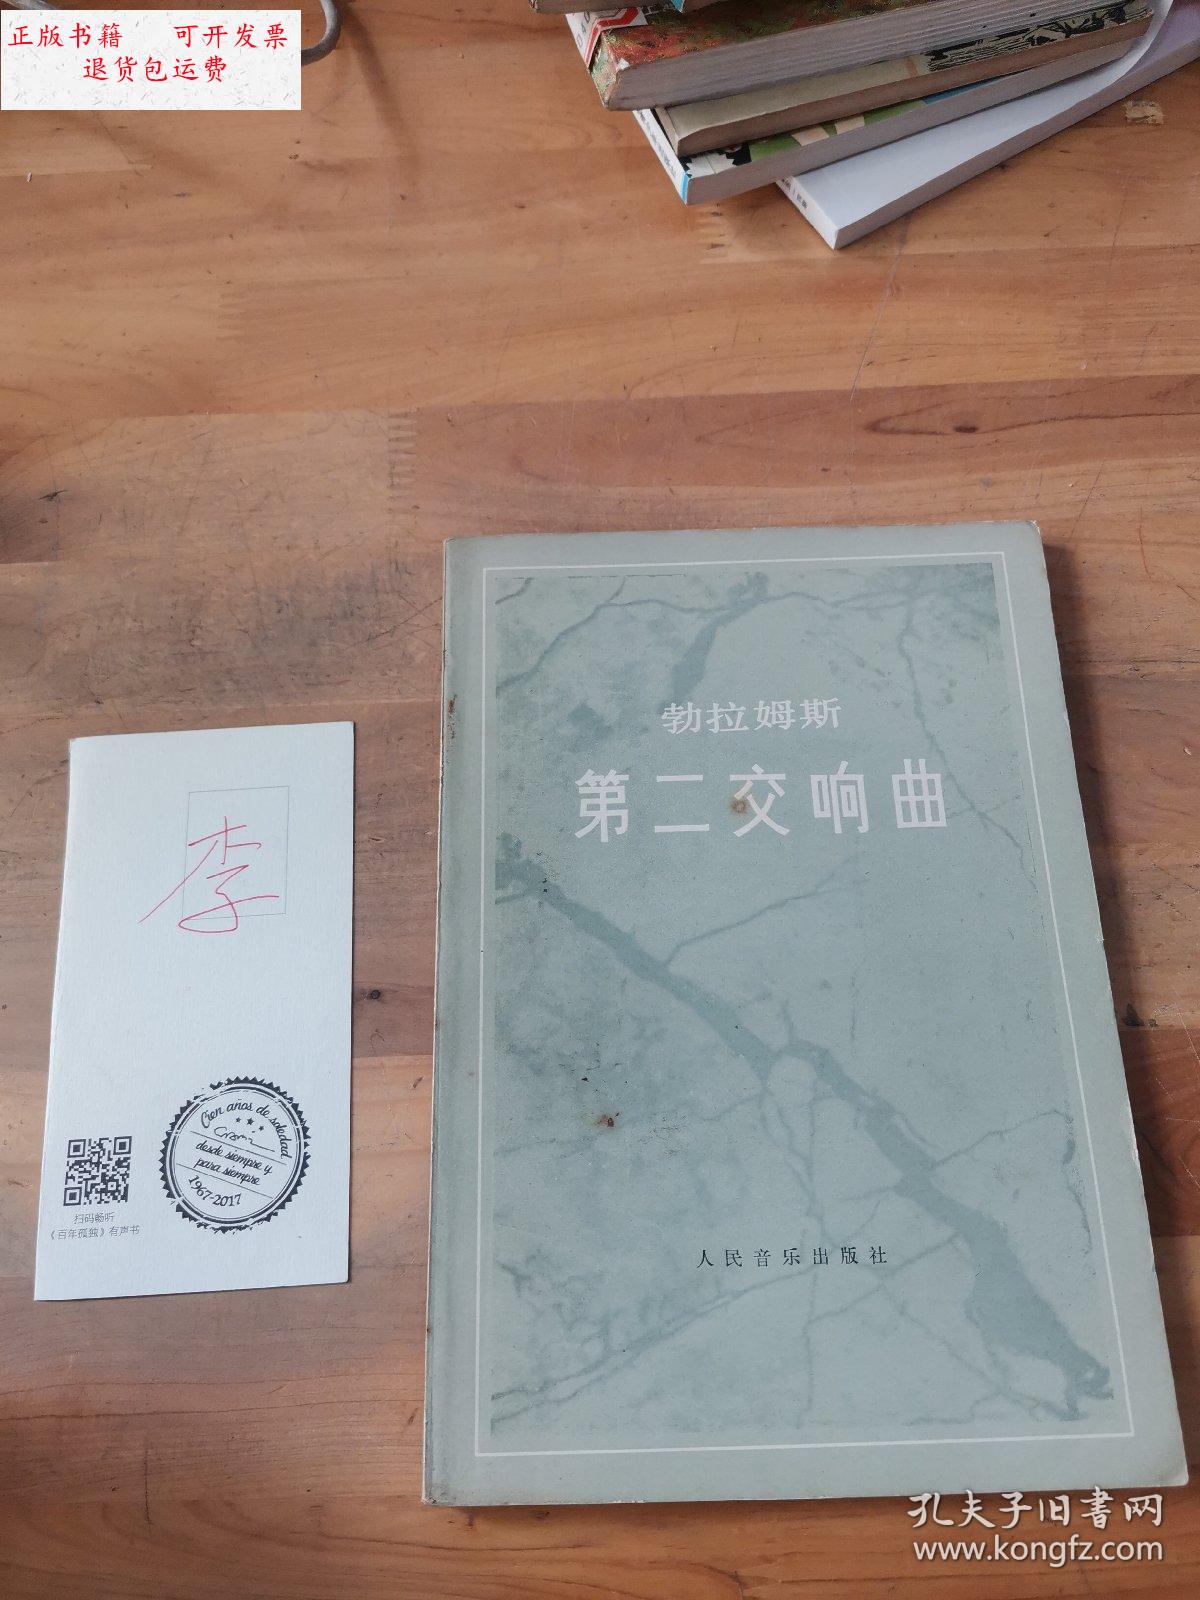 正版书籍 可开发票
退货包运费
勃拉姆斯
第二交响曲
人民音乐出版社
李
Cien años de soledad
desde siempre y
para siempre
1967-2017
扫码畅听
《百年孤独》有声书
孔夫子旧書网
www.kongfz.com